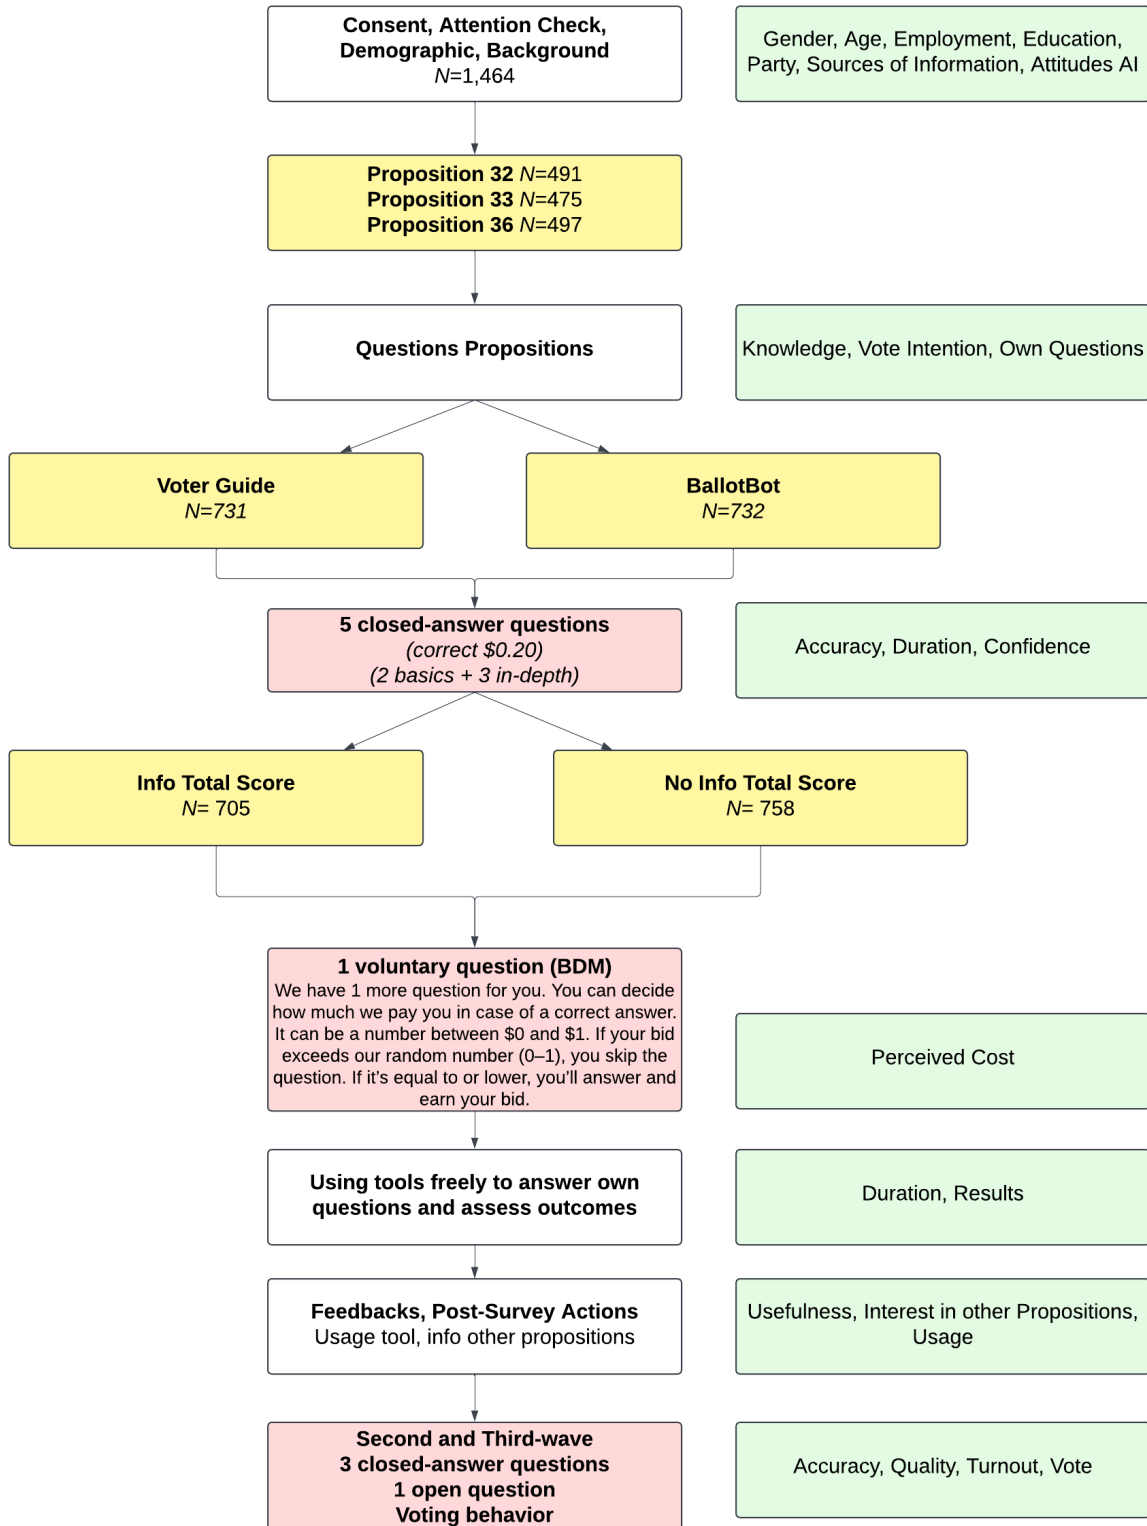 Consent, Attention Check,
Demographic, Background
N=1,464
Gender, Age, Employment, Education,
Party, Sources of Information, Attitudes AI
Proposition 32 N=491
Proposition 33 N=475
Proposition 36 N=497
Questions Propositions
Knowledge, Vote Intention, Own Questions
Voter Guide
N=731
BallotBot
N=732
5 closed-answer questions
(correct $0.20)
(2 basics + 3 in-depth)
Accuracy, Duration, Confidence
Info Total Score
N= 705
No Info Total Score
N= 758
1 voluntary question (BDM)
We have 1 more question for you. You can decide
how much we pay you in case of a correct answer.
It can be a number between $0 and $1. If your bid
exceeds our random number (0–1), you skip the
question. If it’s equal to or lower, you’ll answer and
earn your bid.
Perceived Cost
Using tools freely to answer own
questions and assess outcomes
Duration, Results
Feedbacks, Post-Survey Actions
Usage tool, info other propositions
Usefulness, Interest in other Propositions,
Usage
Second and Third-wave
3 closed-answer questions
1 open question
Voting behavior
Accuracy, Quality, Turnout, Vote